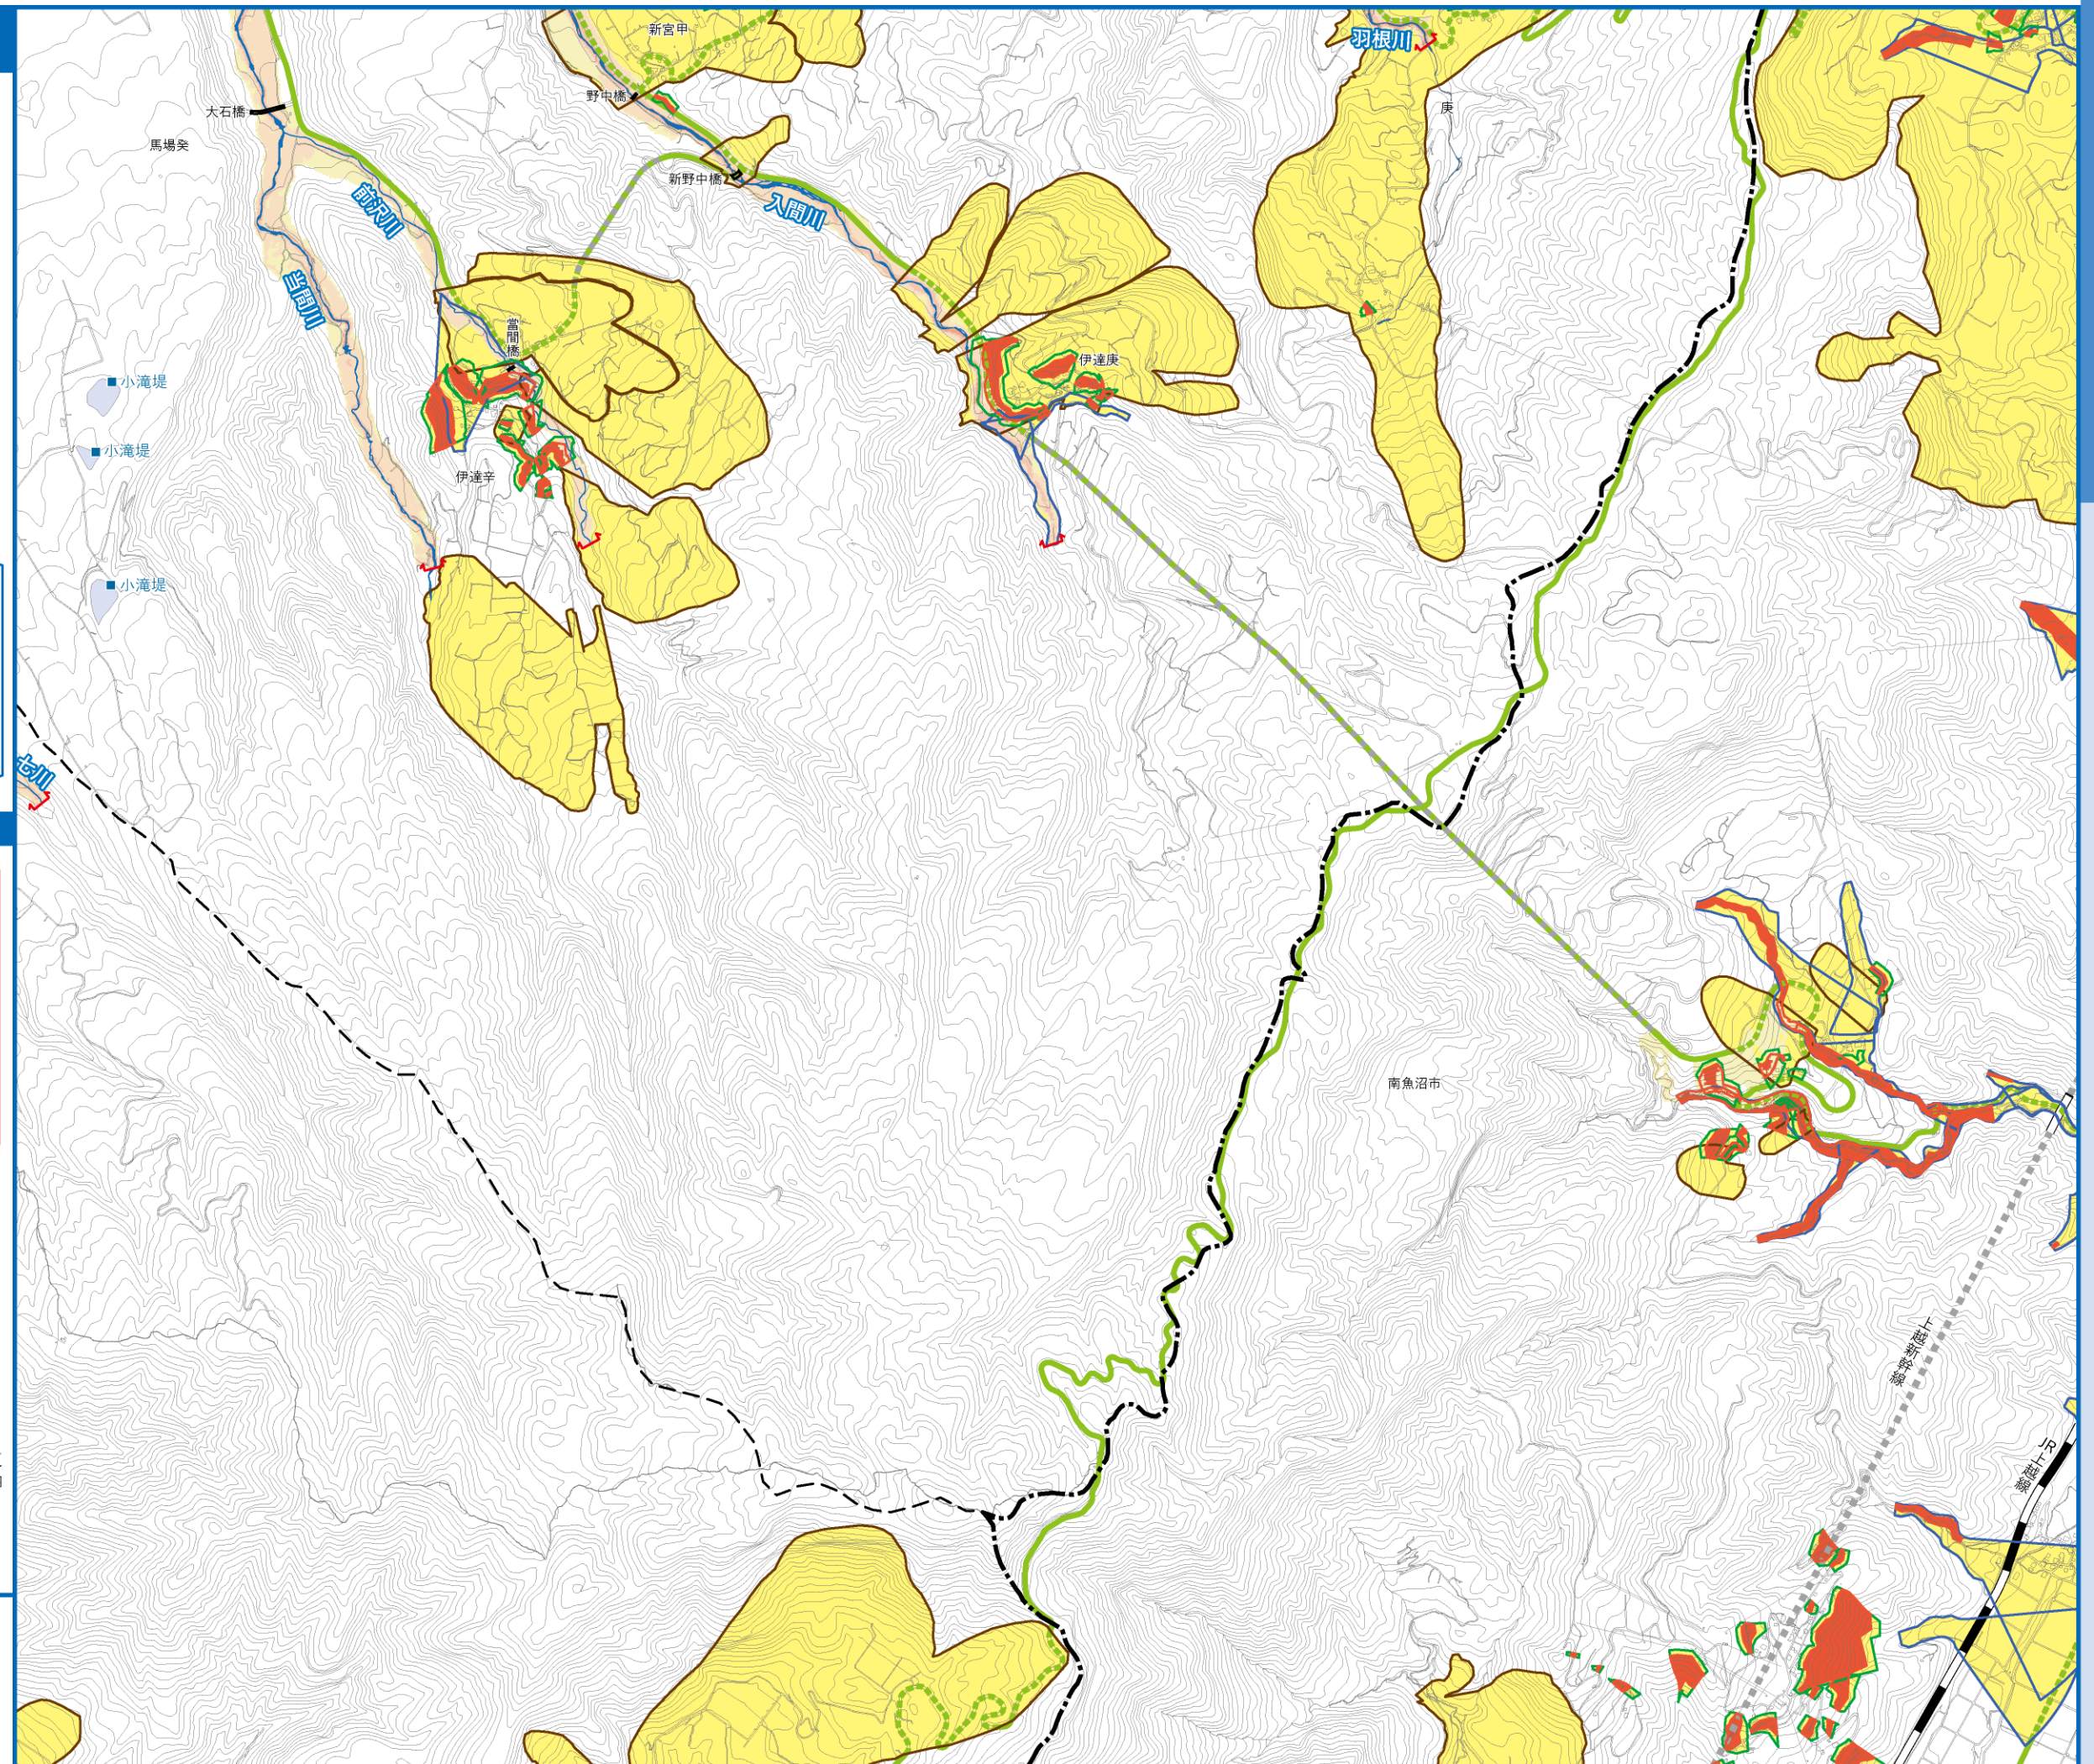 新宮甲
羽根川
野中橋
大石橋
庚
馬場癸
新野中橋
前沢川
入間川
当間川
當間橋
伊達庚
小滝堤
小滝堤
伊達辛
小滝堤
七川
南魚沼市
上越新幹線
JR上越線